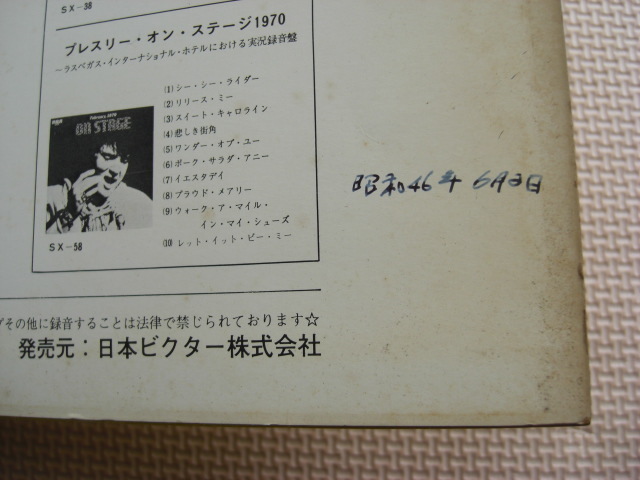 SX-38
プレスリー・オン・ステージ1970
ーラスベガス・インターナショナル・ホテルにおける実況録音盤
February, 1970
ON STAGE
SX-58
(1) シー・シー・ライダー
(2) リリース・ミー
(3) スイート・キャロライン
(4) 悲しき街角
(5) ワンダー・オブ・ユー
(6) ポーク・サラダ・アニー
(7) イエスタデイ
(8) プラウド・メアリー
(9) ウォーク・ア・マイル・
イン・マイ・シューズ
(10) レット・イット・ビー・ミー
昭和46年6月2日
その他に録音することは法律で禁じられております☆
発売元:日本ビクター株式会社